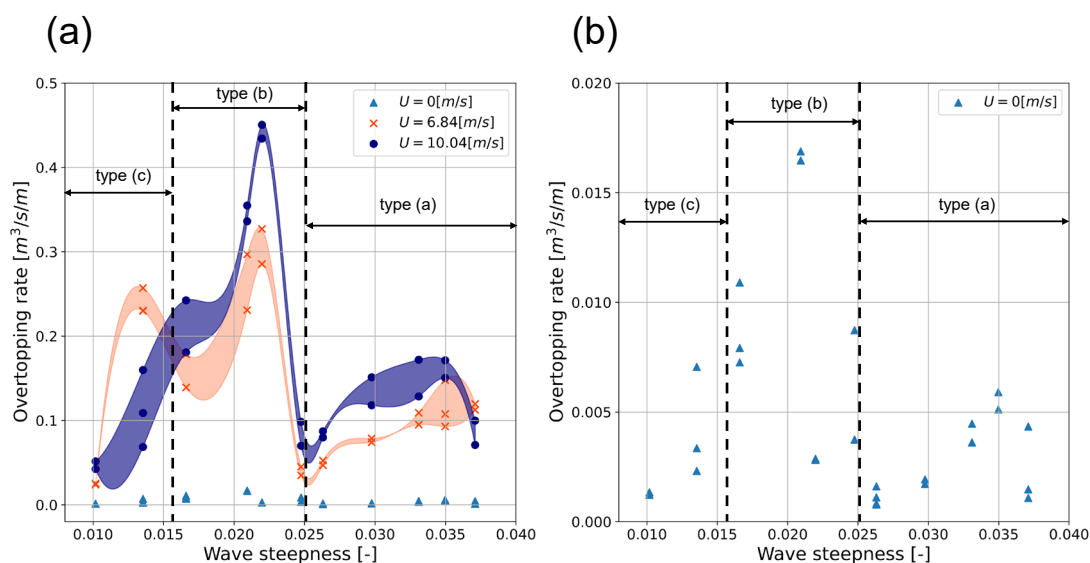 (a)
0.5
0.4
0.3
0.2
0.1
0.0
Overtopping rate [m³/s/m]
type (b)
type (c)
type (a)
U = 0[m/s]
U = 6.84[m/s]
U = 10.04[m/s]
0.010 0.015 0.020 0.025 0.030 0.035 0.040
Wave steepness [-]
(b)
0.020
0.015
0.010
0.005
0.000
Overtopping rate [m³/s/m]
type (b)
type (c)
type (a)
U = 0[m/s]
0.010 0.015 0.020 0.025 0.030 0.035 0.040
Wave steepness [-]